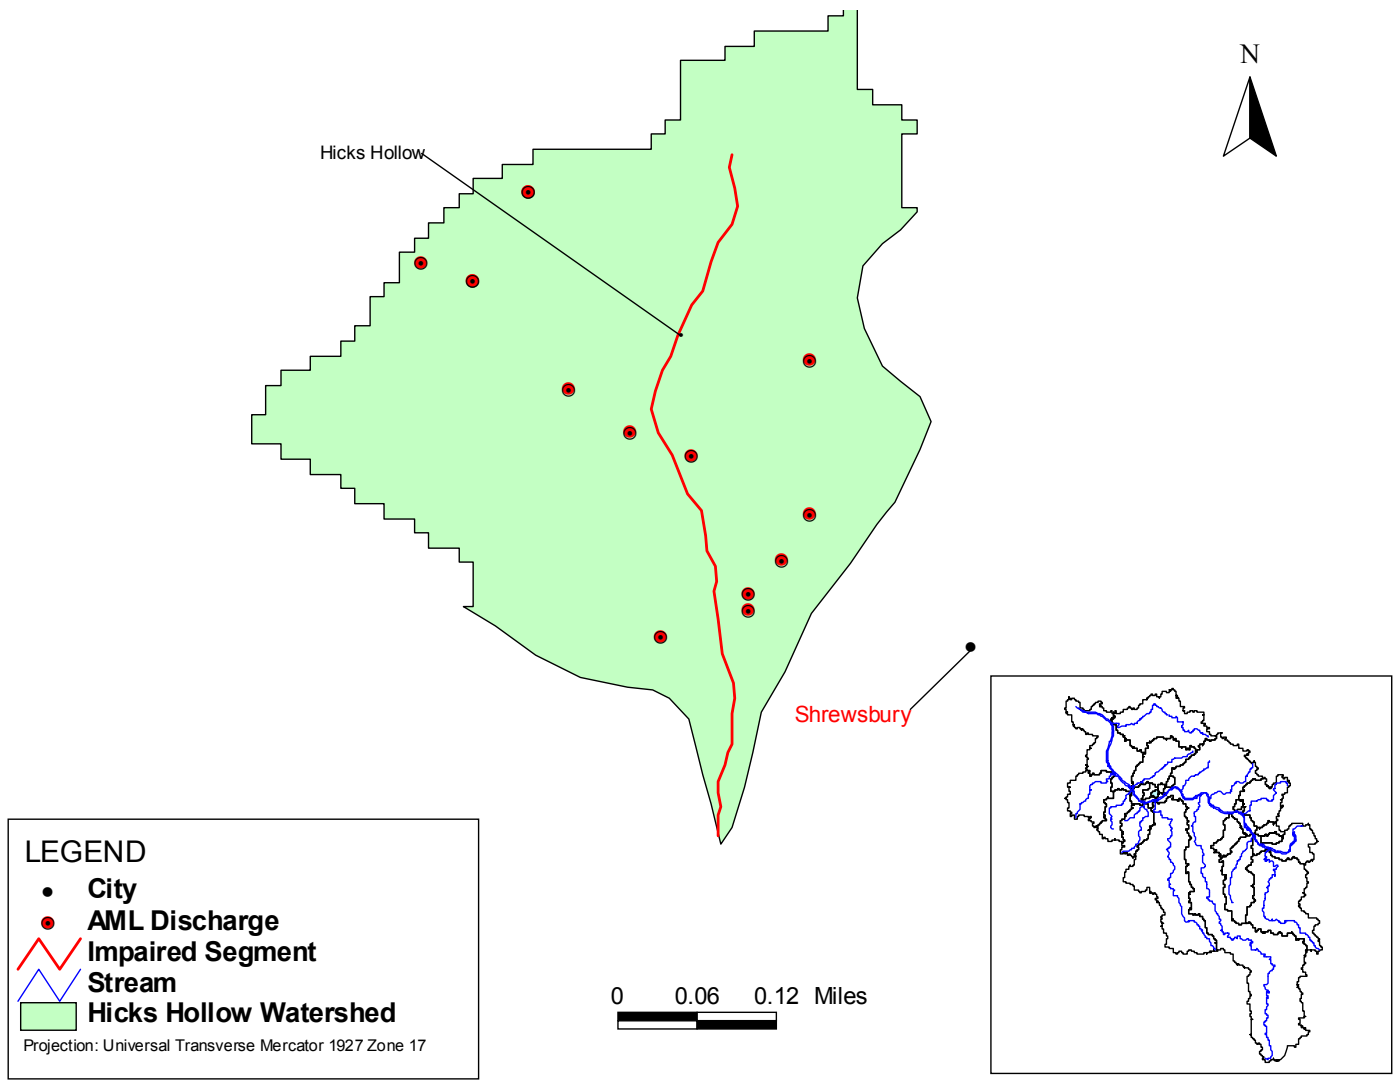 N
Hicks Hollow
Shrewsbury
LEGEND
City
AML Discharge
Impaired Segment
Stream
Hicks Hollow Watershed
Projection: Universal Transverse Mercator 1927 Zone 17
0 0.06 0.12 Miles